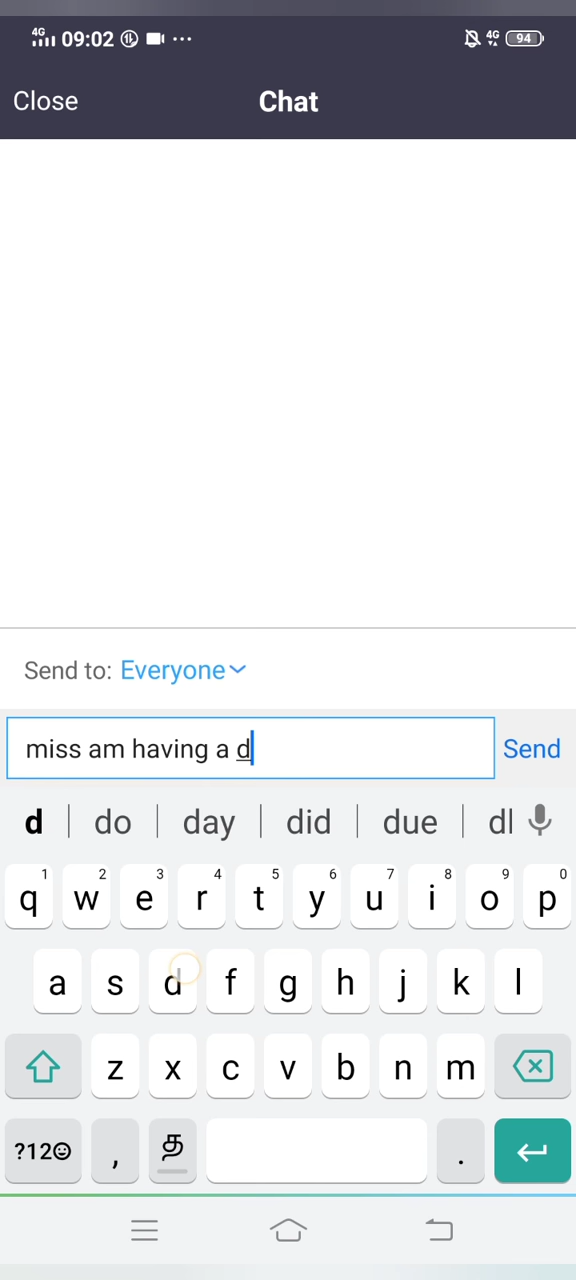 4G 09:02 ... 4G 94
Close Chat
Send to: Everyone
miss am having a d Send
d do day did due dl
1 2 3 4 5 6 7 8 9 0
q w e r t y u i o p
a s d f g h j k l
z x c v b n m
?12☺ , த .